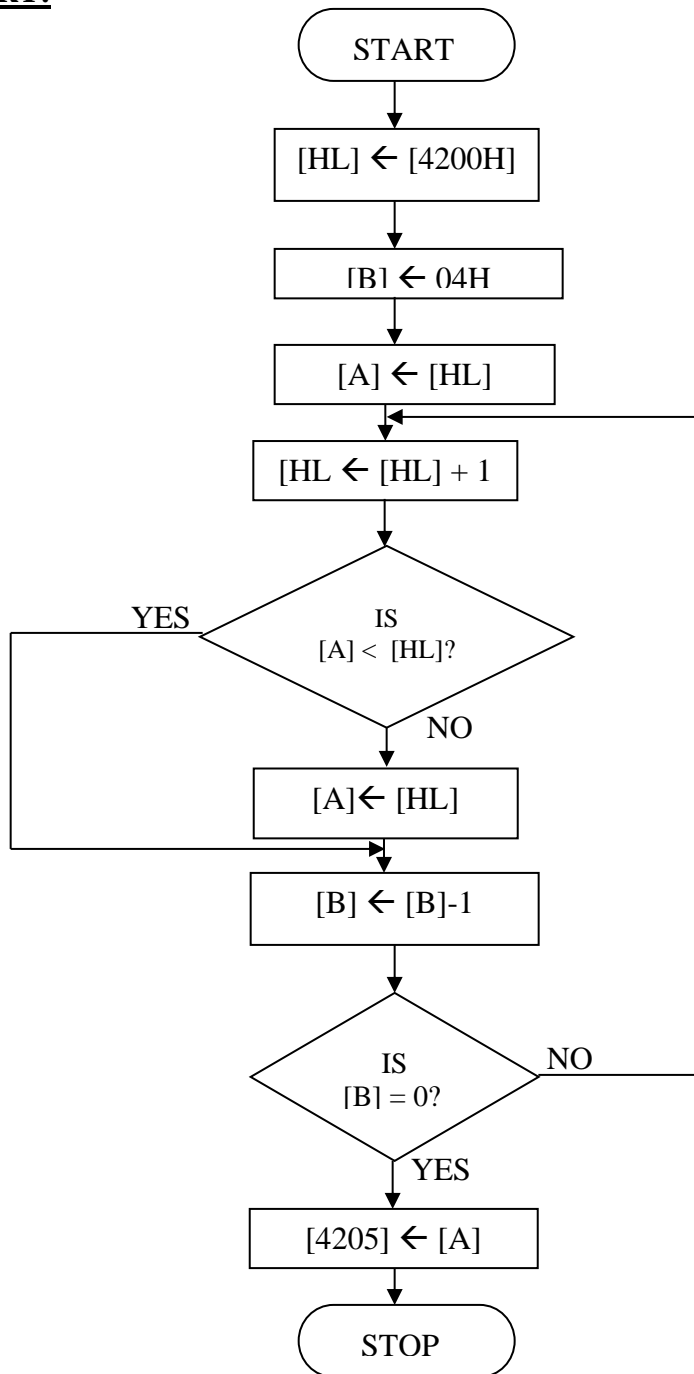 START
[HL] ← [4200H]
[B] ← 04H
[A] ← [HL]
[HL ← [HL] + 1
YES
IS
[A] < [HL]?
NO
[A]← [HL]
[B] ← [B]-1
IS
[B] = 0?
NO
YES
[4205] ← [A]
STOP